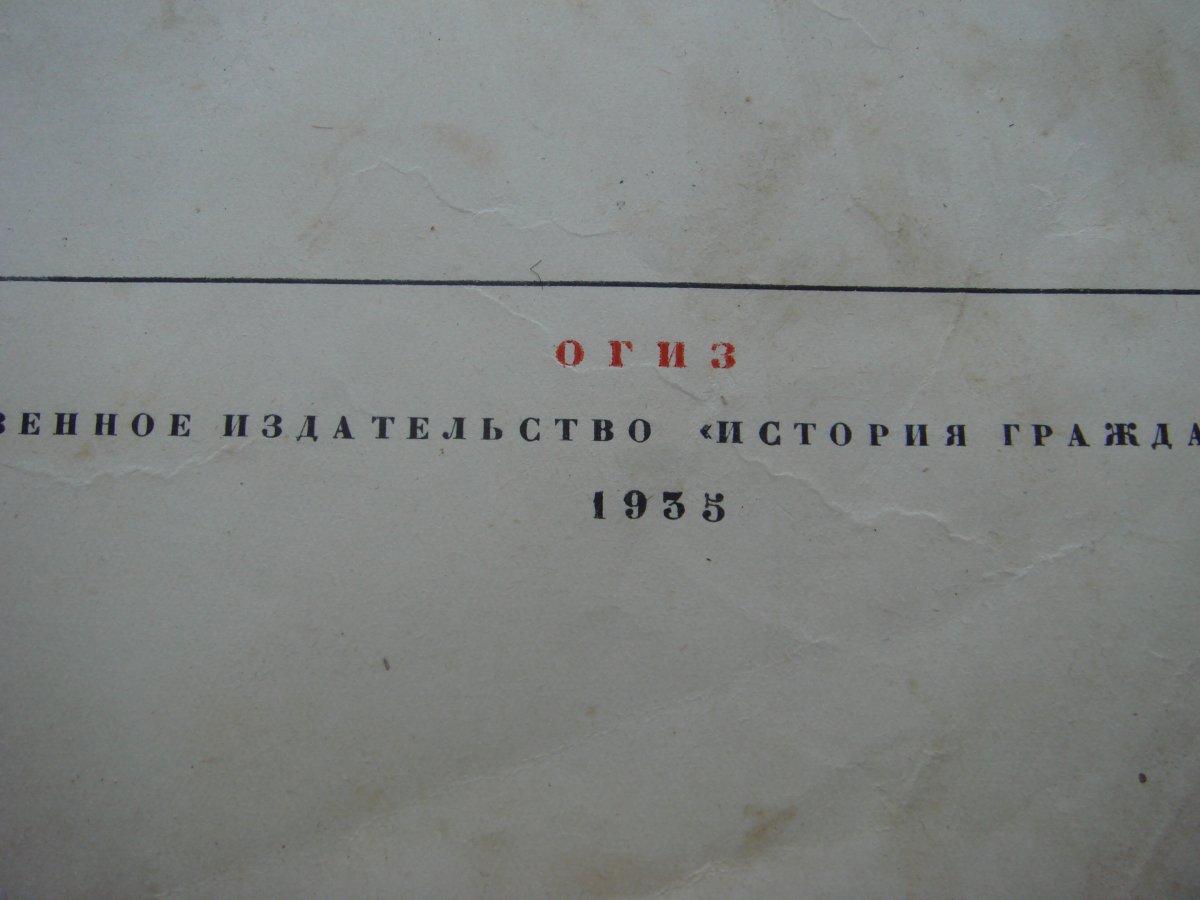 ОГИЗ
ВЕННОЕ ИЗДАТЕЛЬСТВО «ИСТОРИЯ ГРАЖДА
1935